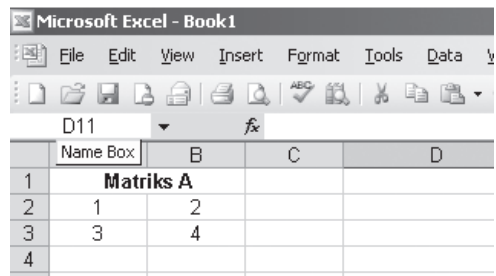 Microsoft Excel - Book1
File Edit View Insert Format Tools Data
ABC
D11 fx
Name Box B C D
1 Matriks A
2 1 2
3 3 4
4